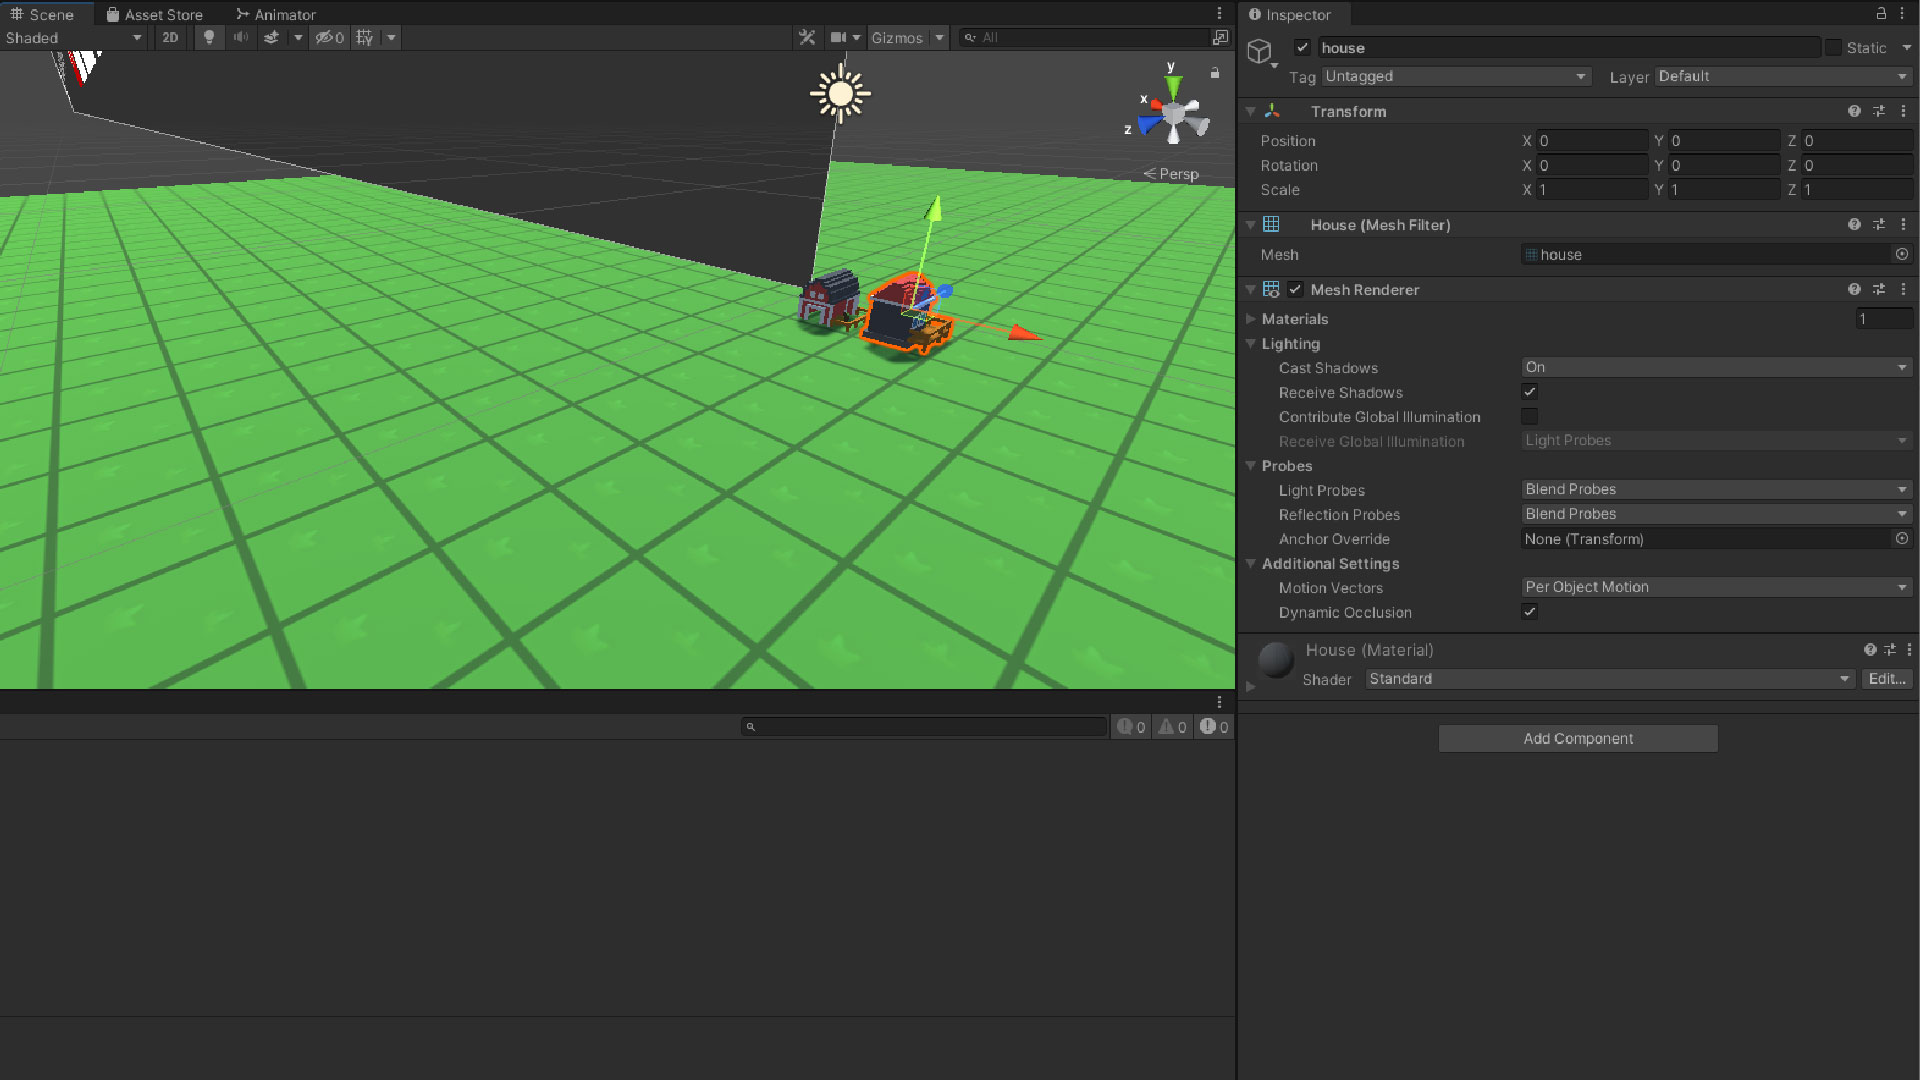 Scene Asset Store Animator
Shaded 2D 0 Gizmos All
y
x
z
Persp
0 0 0
Inspector
house Static
Tag Untagged Layer Default
Transform
Position X 0 Y 0 Z 0
Rotation X 0 Y 0 Z 0
Scale X 1 Y 1 Z 1
House (Mesh Filter)
Mesh house
Mesh Renderer
Materials 1
Lighting
Cast Shadows On
Receive Shadows
Contribute Global Illumination
Receive Global Illumination Light Probes
Probes
Light Probes Blend Probes
Reflection Probes Blend Probes
Anchor Override None (Transform)
Additional Settings
Motion Vectors Per Object Motion
Dynamic Occlusion
House (Material)
Shader Standard Edit...
Add Component